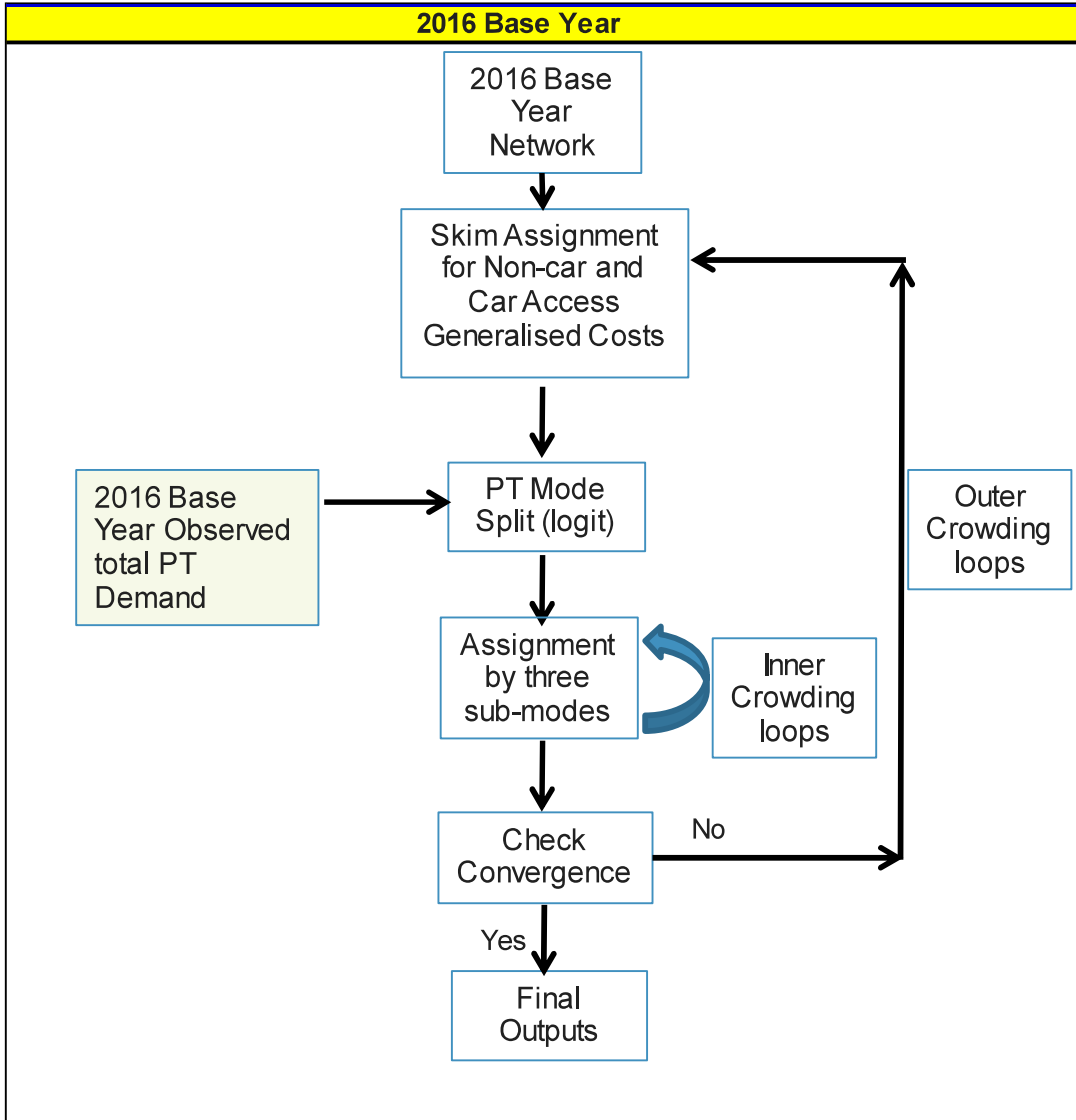 2016 Base Year
2016 Base
Year
Network
Skim Assignment
for Non-car and
Car Access
Generalised Costs
2016 Base
Year Observed
total PT
Demand
PT Mode
Split (logit)
Outer
Crowding
loops
Assignment
by three
sub-modes
Inner
Crowding
loops
Check
Convergence
No
Yes
Final
Outputs